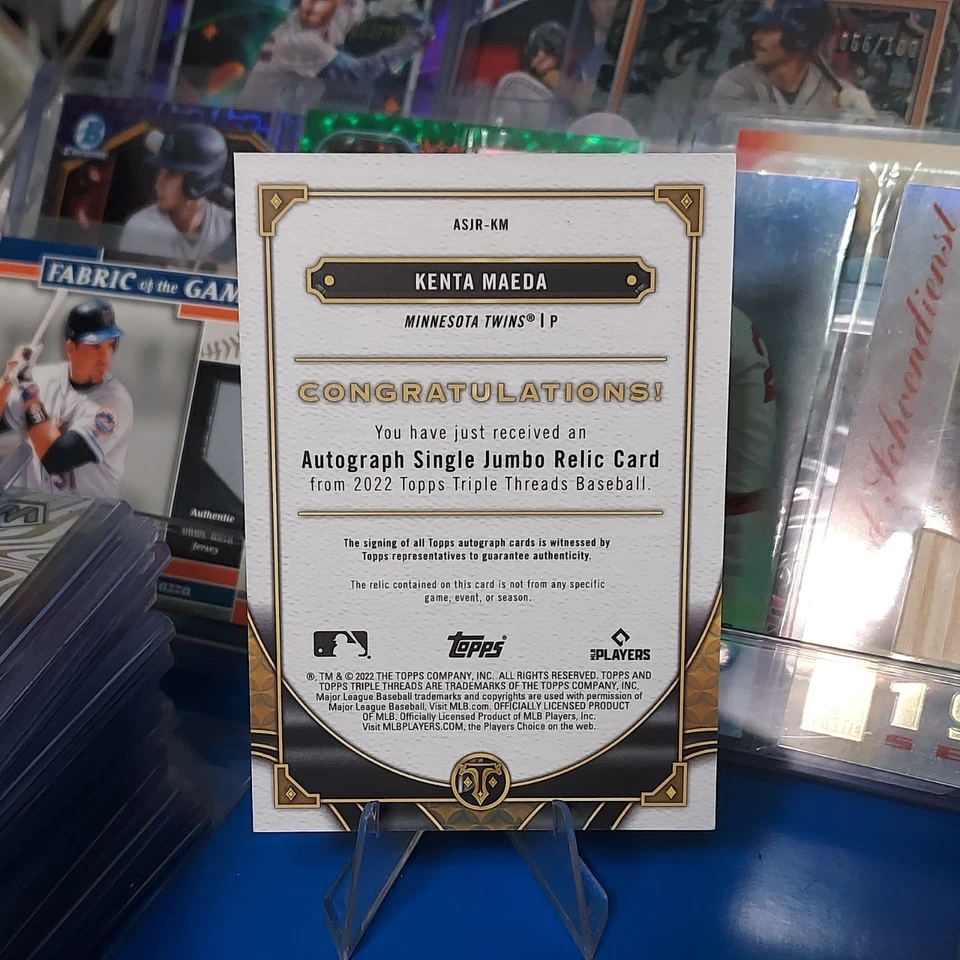 ASJR-KM
KENTA MAEDA
MINNESOTA TWINS® | P
CONGRATULATIONS!
You have just received an
Autograph Single Jumbo Relic Card
from 2022 Topps Triple Threads Baseball.
The signing of all Topps autograph cards is witnessed by
Topps representatives to guarantee authenticity.
The relic contained on this card is not from any specific
game, event, or season.
topps®
MLB PLAYERS
®, TM & © 2022 THE TOPPS COMPANY, INC. ALL RIGHTS RESERVED. TOPPS AND
TOPPS TRIPLE THREADS ARE TRADEMARKS OF THE TOPPS COMPANY, INC.
Major League Baseball trademarks and copyrights are used with permission of
Major League Baseball. Visit MLB.com. OFFICIALLY LICENSED PRODUCT
OF MLB. Officially Licensed Product of MLB Players, Inc.
Visit MLBPLAYERS.COM, the Players Choice on the web.
FABRIC of the GAM
Authentic
Jersey
azza
Schoendienst
19
SE